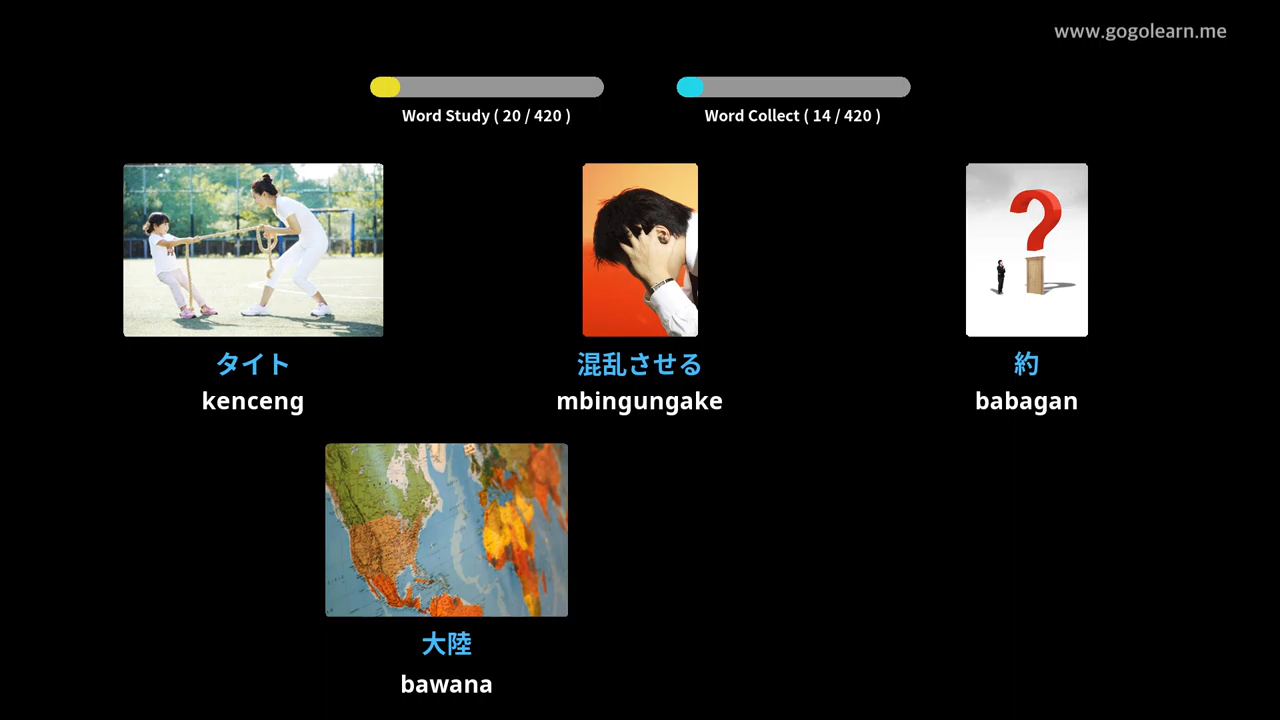 www.gogolearn.me
Word Study ( 20 / 420 )
Word Collect ( 14 / 420 )
タイト
kenceng
混乱させる
mbingungake
約
babagan
大陸
bawana